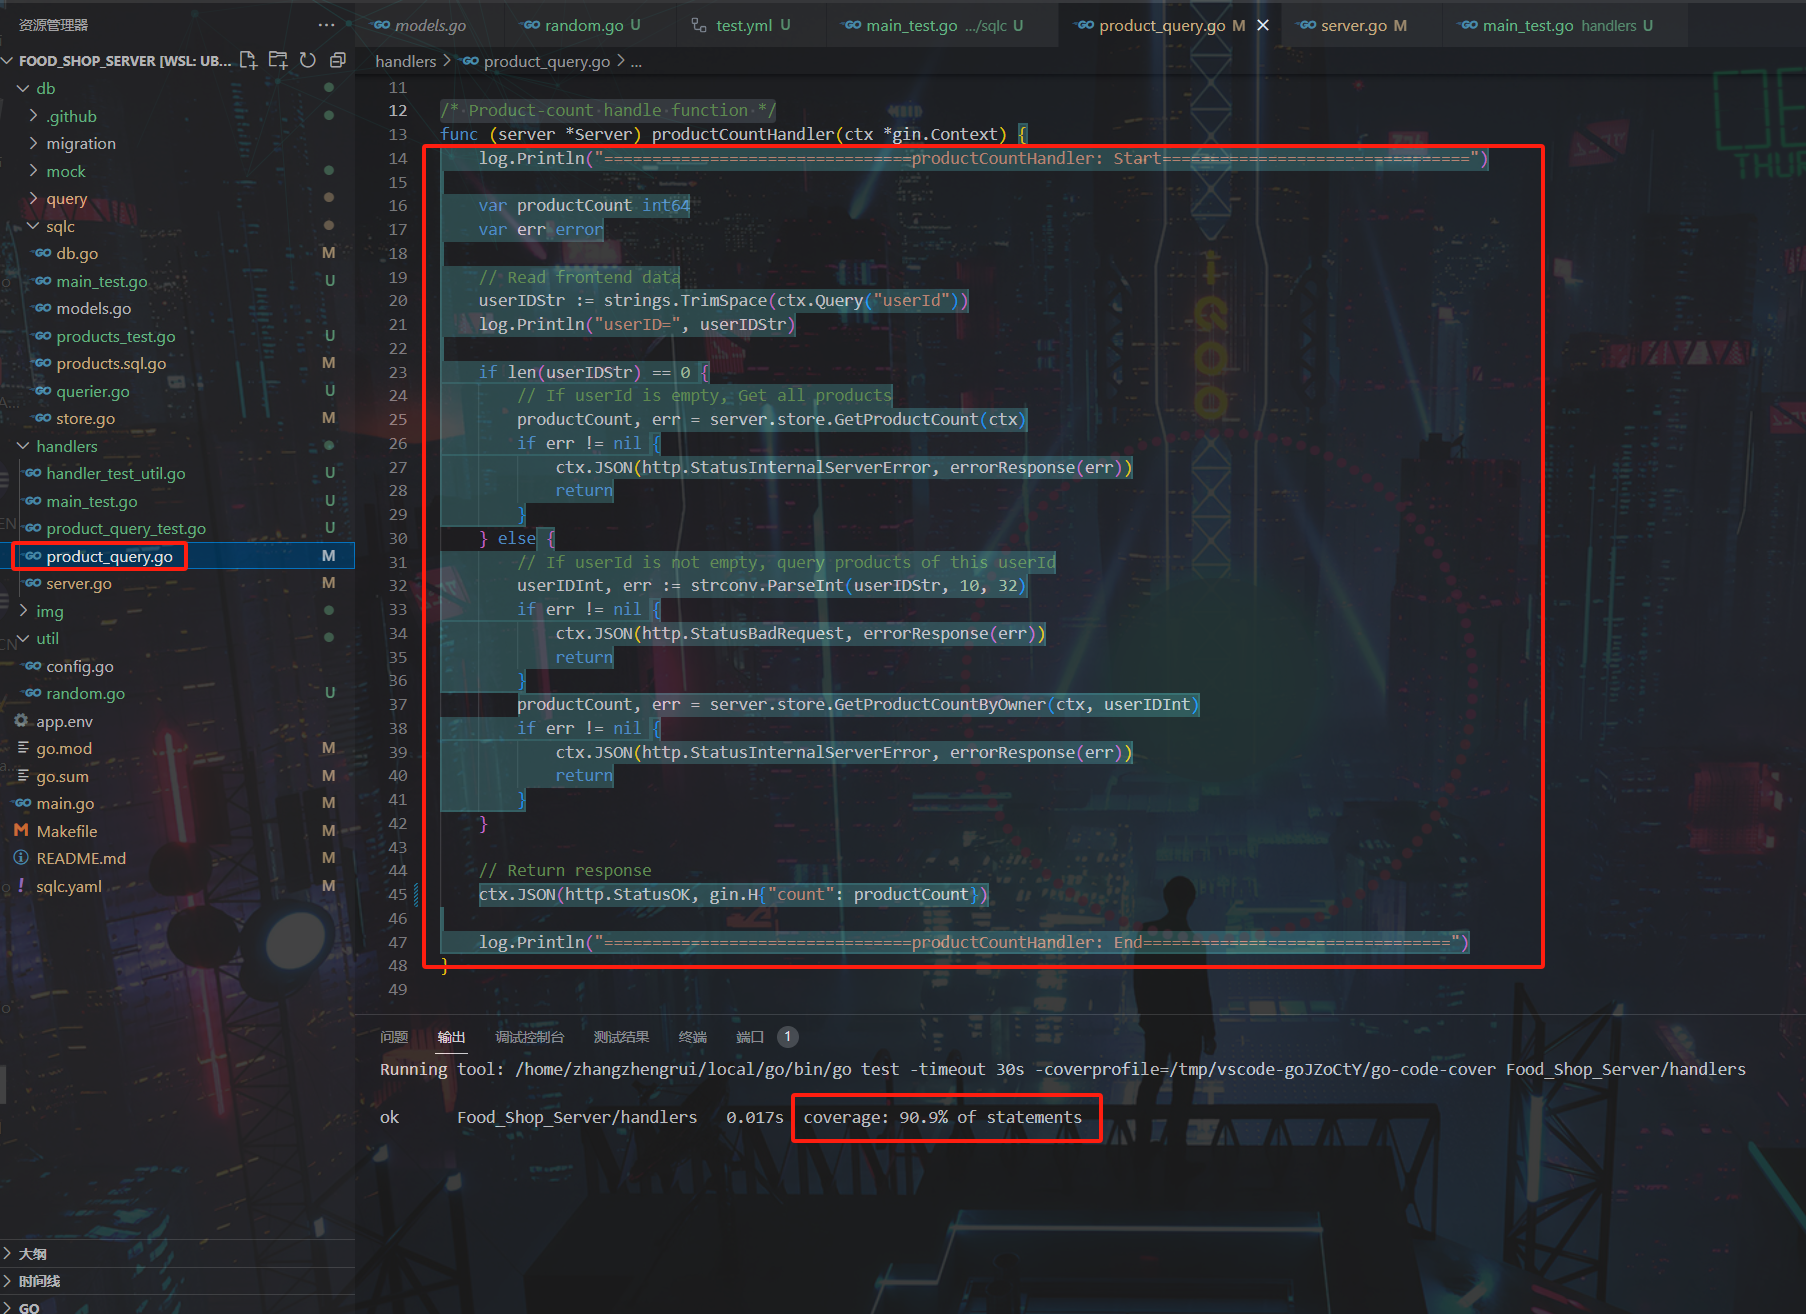 资源管理器
FOOD_SHOP_SERVER [WSL: UB...
db
.github
migration
mock
query
sqlc
db.go M
main_test.go U
models.go
products_test.go U
products.sql.go M
querier.go U
store.go M
handlers
handler_test_util.go U
main_test.go U
product_query_test.go U
product_query.go M
server.go M
img
util
config.go
random.go U
app.env
go.mod M
go.sum M
main.go M
Makefile M
README.md M
sqlc.yaml M
大纲
时间线
GO
models.go
random.go U
test.yml U
main_test.go .../sqlc U
product_query.go M
server.go M
main_test.go handlers U
handlers > product_query.go > ...
11
12 /* Product-count handle function */
13 func (server *Server) productCountHandler(ctx *gin.Context) {
14 log.Println("================================productCountHandler: Start================================")
15
16 var productCount int64
17 var err error
18
19 // Read frontend data
20 userIDStr := strings.TrimSpace(ctx.Query("userId"))
21 log.Println("userID=", userIDStr)
22
23 if len(userIDStr) == 0 {
24 // If userId is empty, Get all products
25 productCount, err = server.store.GetProductCount(ctx)
26 if err != nil {
27 ctx.JSON(http.StatusInternalServerError, errorResponse(err))
28 return
29 }
30 } else {
31 // If userId is not empty, query products of this userId
32 userIDInt, err := strconv.ParseInt(userIDStr, 10, 32)
33 if err != nil {
34 ctx.JSON(http.StatusBadRequest, errorResponse(err))
35 return
36 }
37 productCount, err = server.store.GetProductCountByOwner(ctx, userIDInt)
38 if err != nil {
39 ctx.JSON(http.StatusInternalServerError, errorResponse(err))
40 return
41 }
42 }
43
44 // Return response
45 ctx.JSON(http.StatusOK, gin.H{"count": productCount})
46
47 log.Println("================================productCountHandler: End================================")
48 }
49
问题 输出 调试控制台 测试结果 终端 端口 1
Running tool: /home/zhangzhengrui/local/go/bin/go test -timeout 30s -coverprofile=/tmp/vscode-goJZoCtY/go-code-cover Food_Shop_Server/handlers
ok Food_Shop_Server/handlers 0.017s coverage: 90.9% of statements